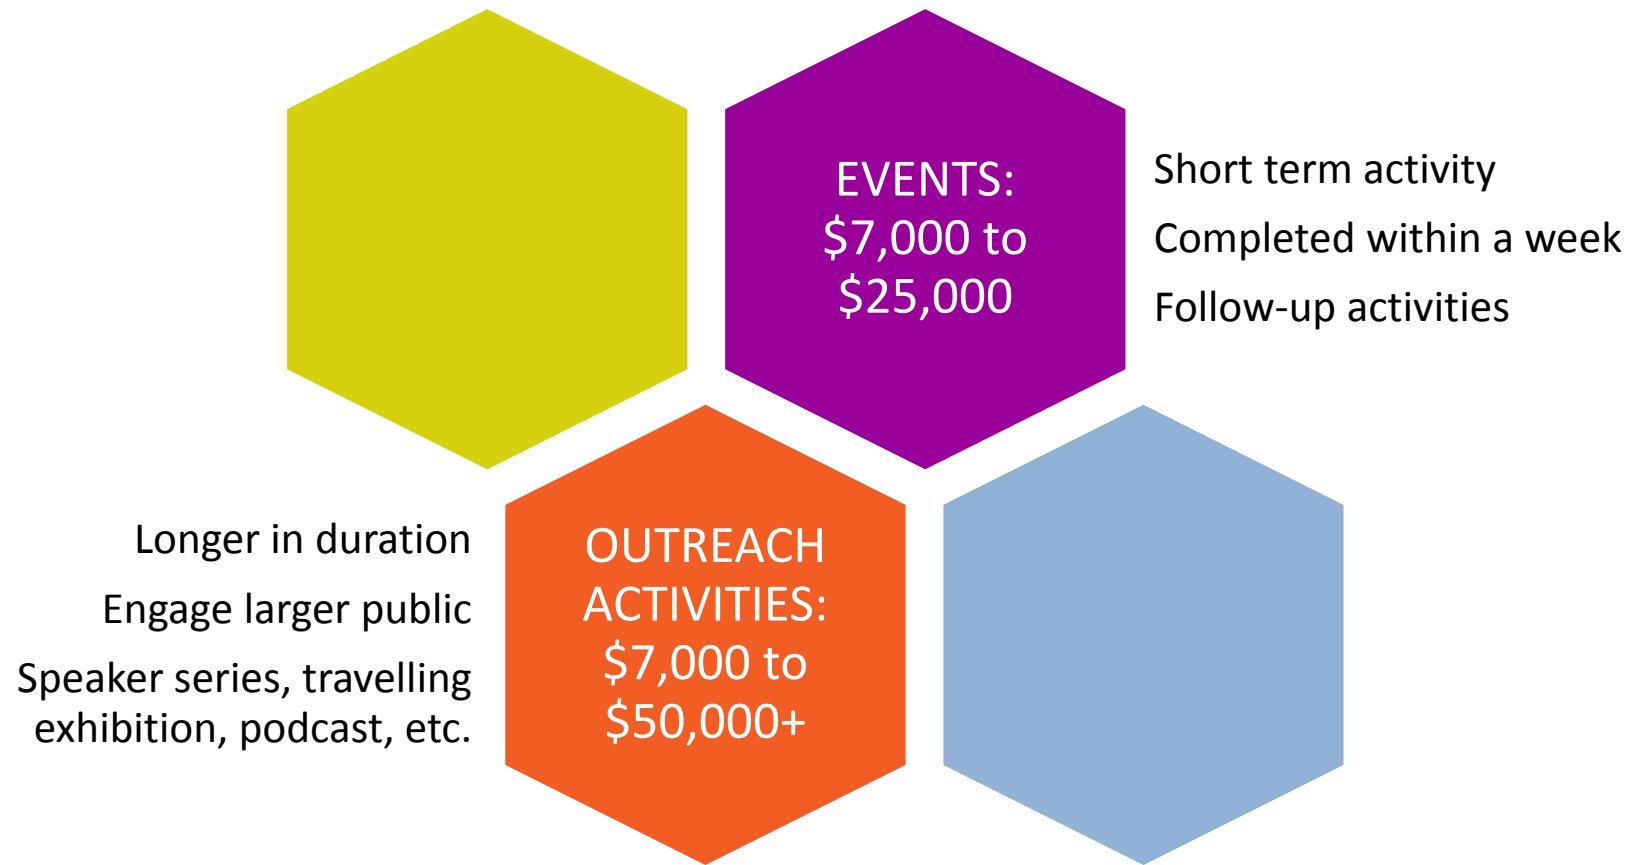 EVENTS:
$7,000 to
$25,000
Short term activity
Completed within a week
Follow-up activities
Longer in duration
Engage larger public
Speaker series, travelling
exhibition, podcast, etc.
OUTREACH
ACTIVITIES:
$7,000 to
$50,000+